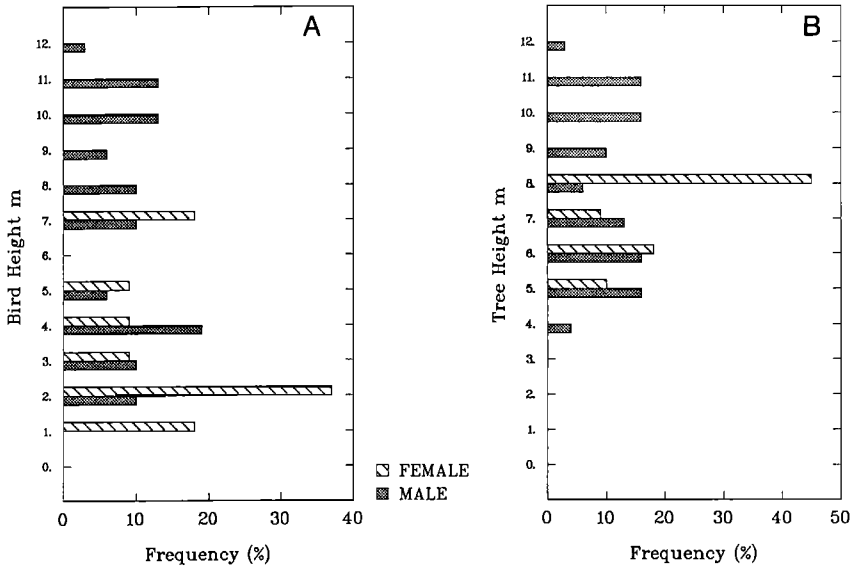 A
Bird Height m
12.
11.
10.
9.
8.
7.
6.
5.
4.
3.
2.
1.
0.
0 10 20 30 40
Frequency (%)
FEMALE
MALE
B
Tree Height m
12.
11.
10.
9.
8.
7.
6.
5.
4.
3.
2.
1.
0.
0 10 20 30 40 50
Frequency (%)